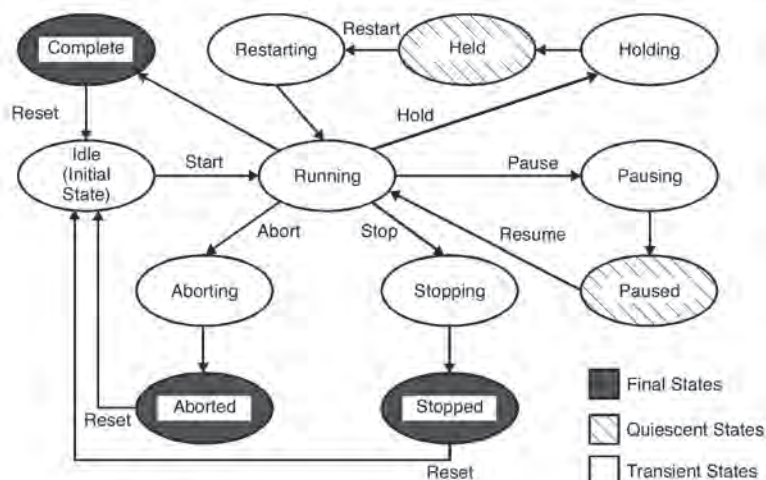 Complete
Restarting
Restart
Held
Holding
Reset
Hold
Idle
(Initial
State)
Start
Running
Pause
Pausing
Abort
Stop
Resume
Aborting
Stopping
Paused
Final States
Reset
Aborted
Stopped
Quiescent States
Reset
Transient States